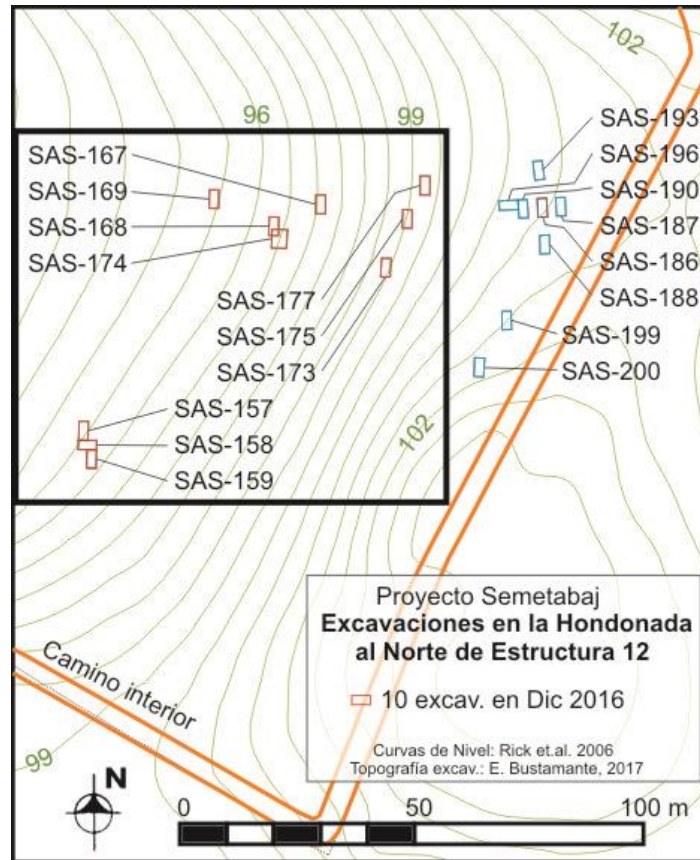 102
96
99
SAS-193
SAS-196
SAS-190
SAS-187
SAS-186
SAS-188
SAS-199
SAS-200
SAS-167
SAS-169
SAS-168
SAS-174
SAS-177
SAS-175
SAS-173
SAS-157
SAS-158
SAS-159
102
Proyecto Semetabaj
Excavaciones en la Hondonada
al Norte de Estructura 12
10 excav. en Dic 2016
Curvas de Nivel: Rick et.al. 2006
Topografía excav.: E. Bustamante, 2017
Camino interior
99
N
0 50 100 m